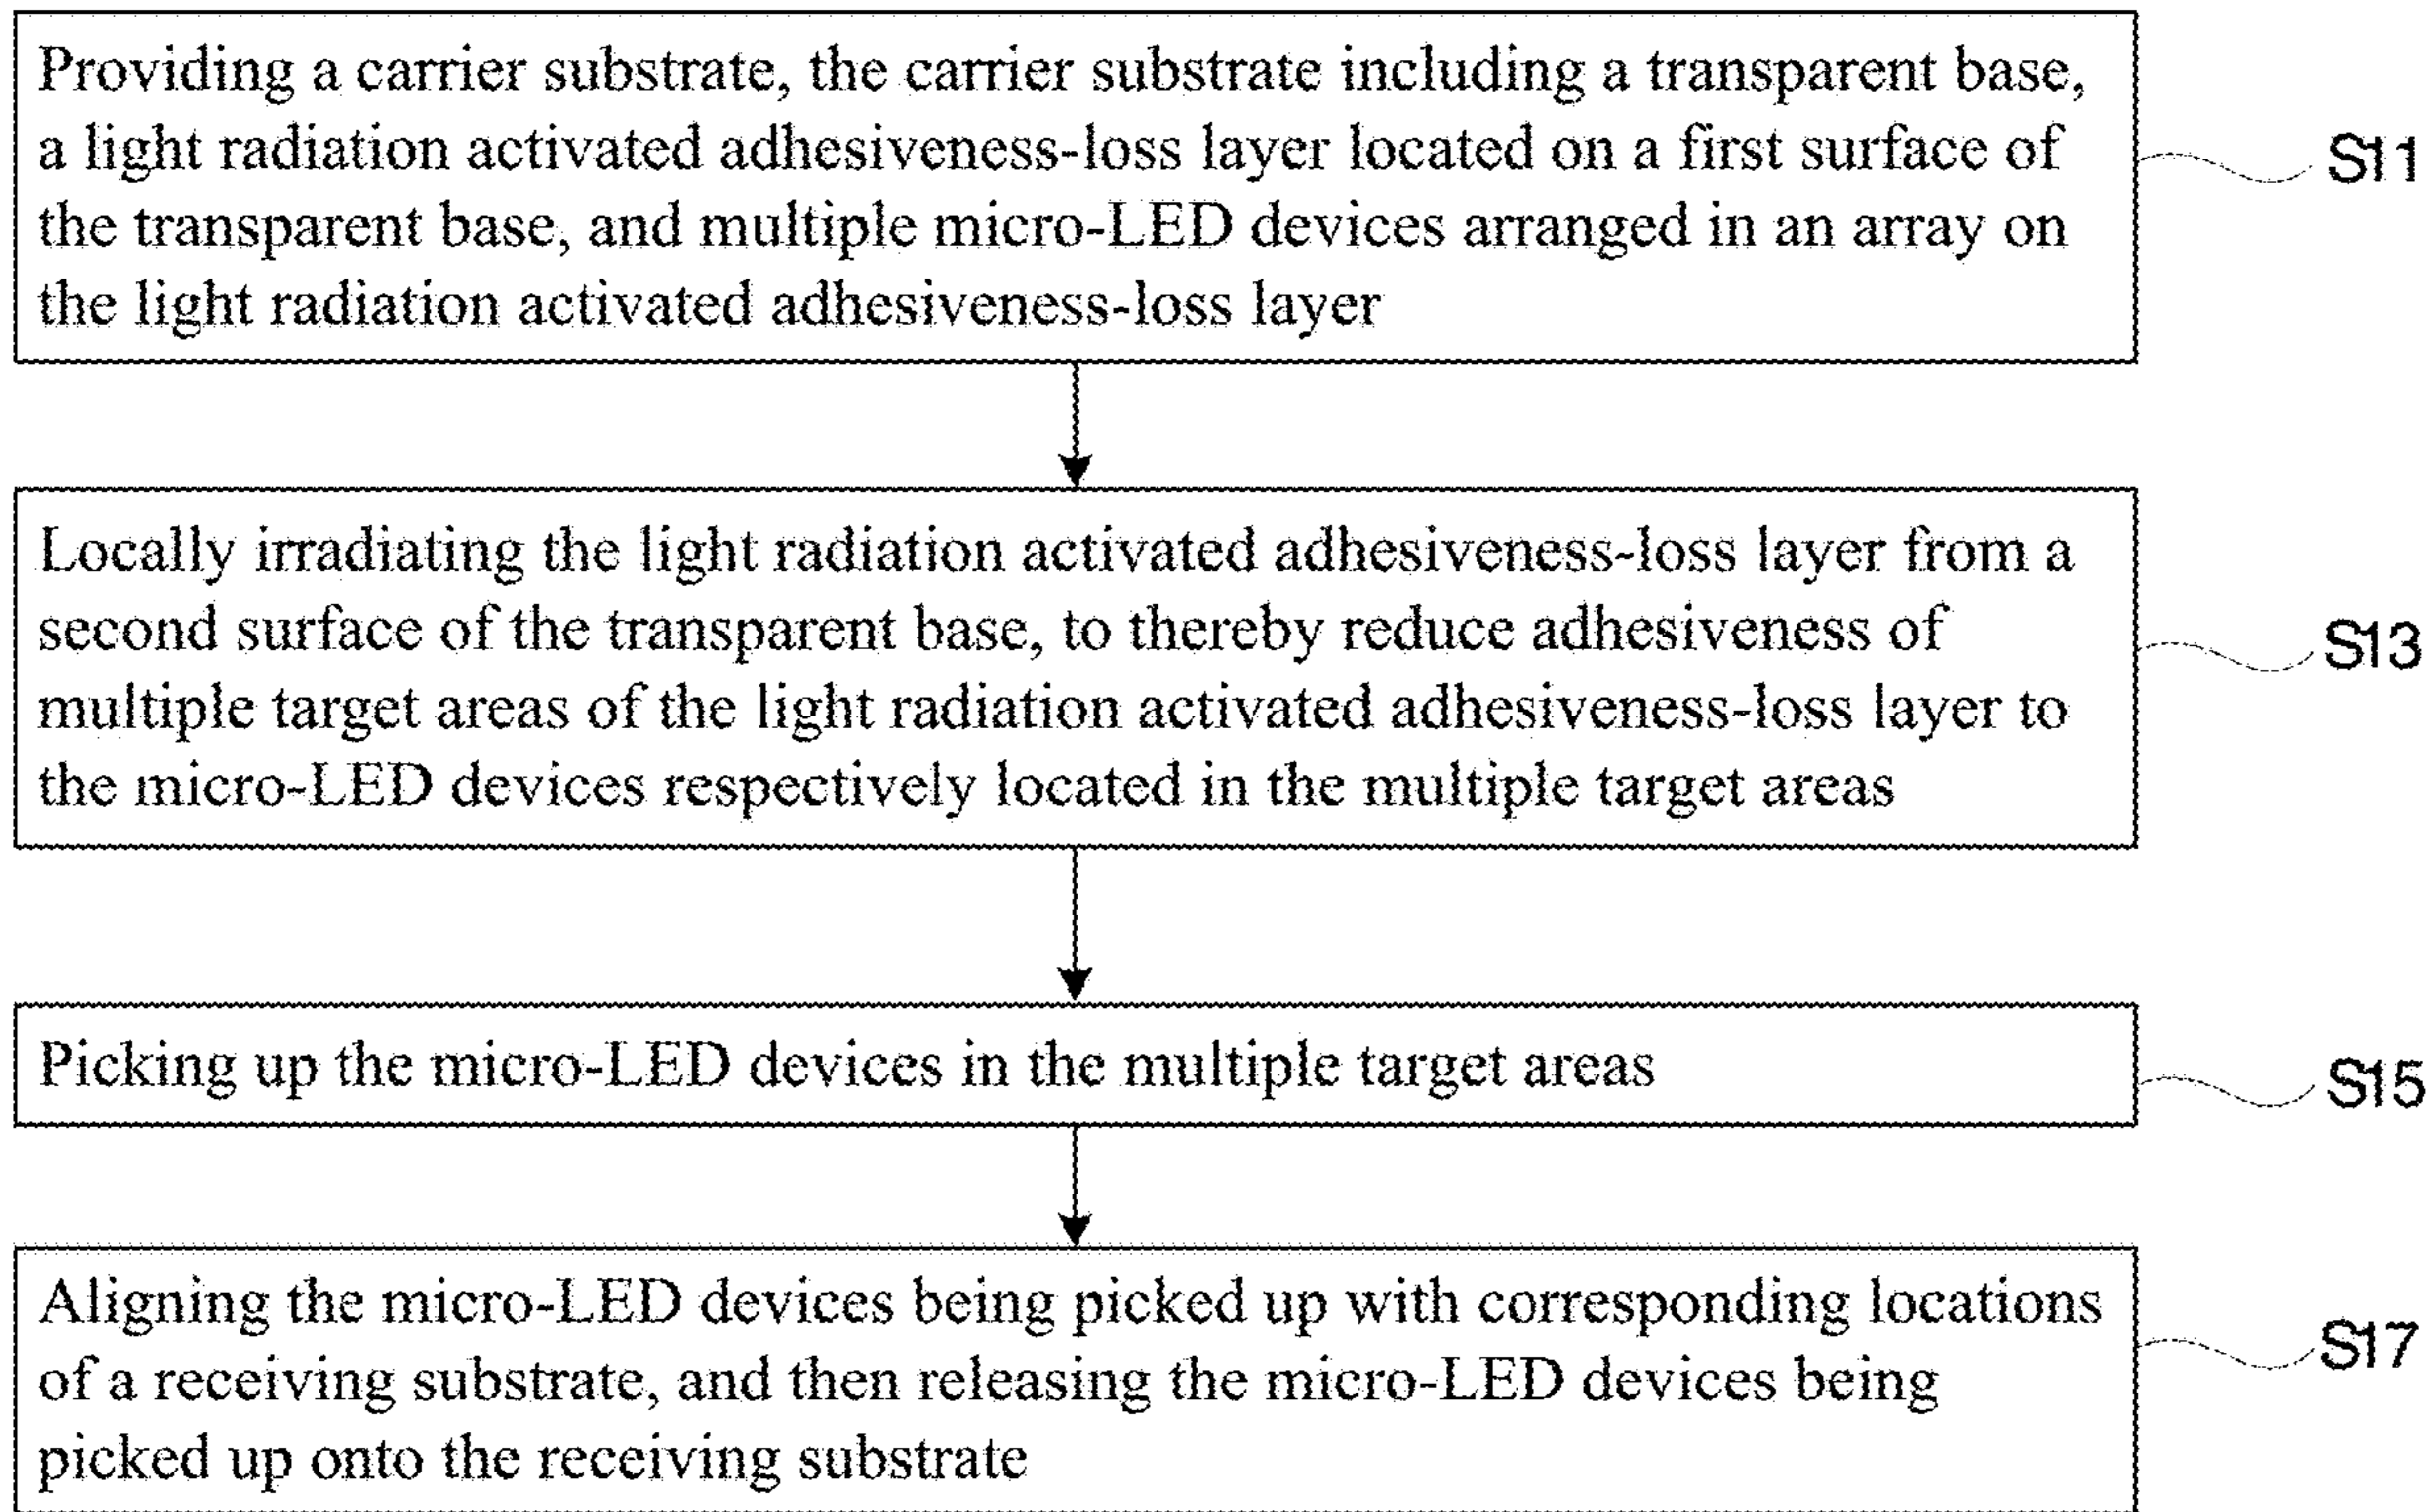 Providing a carrier substrate, the carrier substrate including a transparent base,
a light radiation activated adhesiveness-loss layer located on a first surface of
the transparent base, and multiple micro-LED devices arranged in an array on
the light radiation activated adhesiveness-loss layer
S11
Locally irradiating the light radiation activated adhesiveness-loss layer from a
second surface of the transparent base, to thereby reduce adhesiveness of
multiple target areas of the light radiation activated adhesiveness-loss layer to
the micro-LED devices respectively located in the multiple target areas
S13
Picking up the micro-LED devices in the multiple target areas
S15
Aligning the micro-LED devices being picked up with corresponding locations
of a receiving substrate, and then releasing the micro-LED devices being
picked up onto the receiving substrate
S17